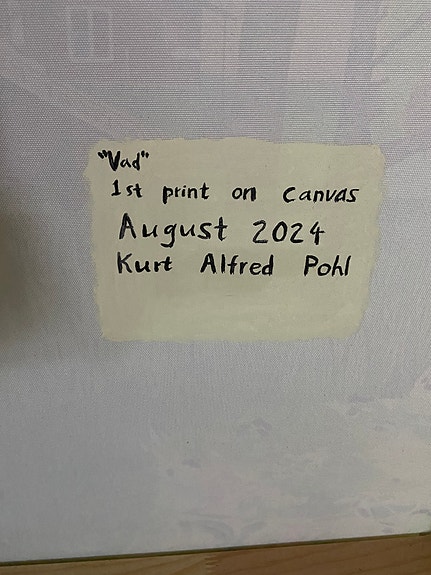 "Vad"
1st print on canvas
August 2024
Kurt Alfred Pohl